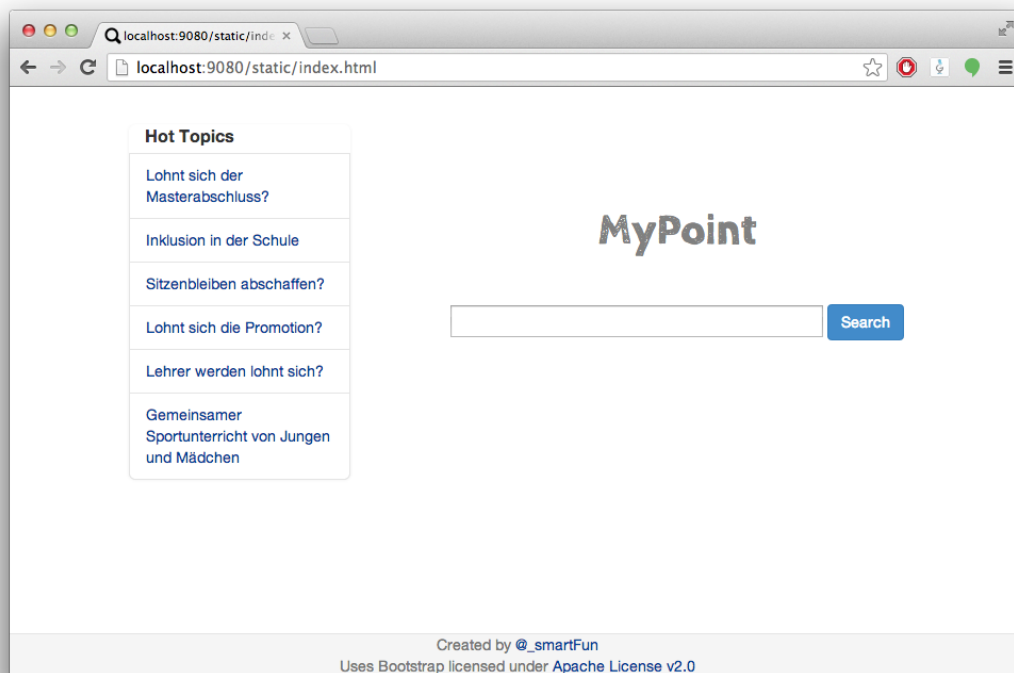 localhost:9080/static/inde
localhost:9080/static/index.html
Hot Topics
Lohnt sich der
Masterabschluss?
Inklusion in der Schule
Sitzenbleiben abschaffen?
Lohnt sich die Promotion?
Lehrer werden lohnt sich?
Gemeinsamer
Sportunterricht von Jungen
und Mädchen
MyPoint
Search
Created by @_smartFun
Uses Bootstrap licensed under Apache License v2.0